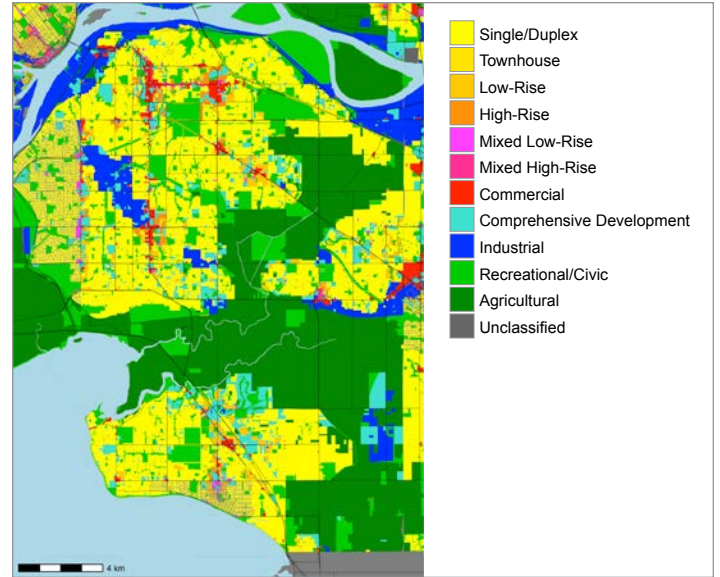 Single/Duplex
Townhouse
Low-Rise
High-Rise
Mixed Low-Rise
Mixed High-Rise
Commercial
Comprehensive Development
Industrial
Recreational/Civic
Agricultural
Unclassified
4 km